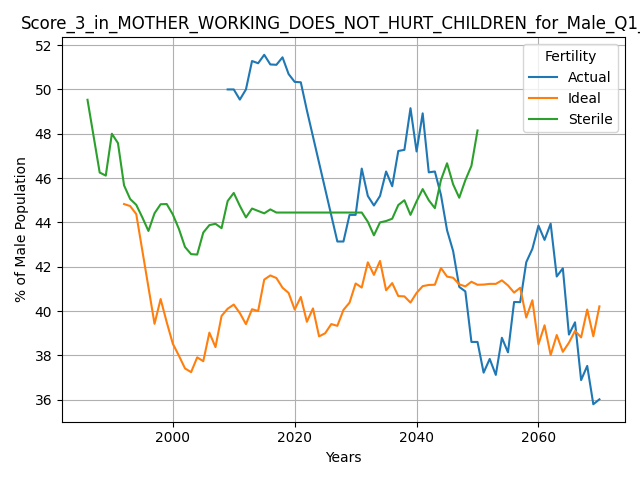 Score_3_in_MOTHER_WORKING_DOES_NOT_HURT_CHILDREN_for_Male_Q1_
Fertility
Actual
Ideal
Sterile
% of Male Population
52
50
48
46
44
42
40
38
36
2000
2020
2040
2060
Years